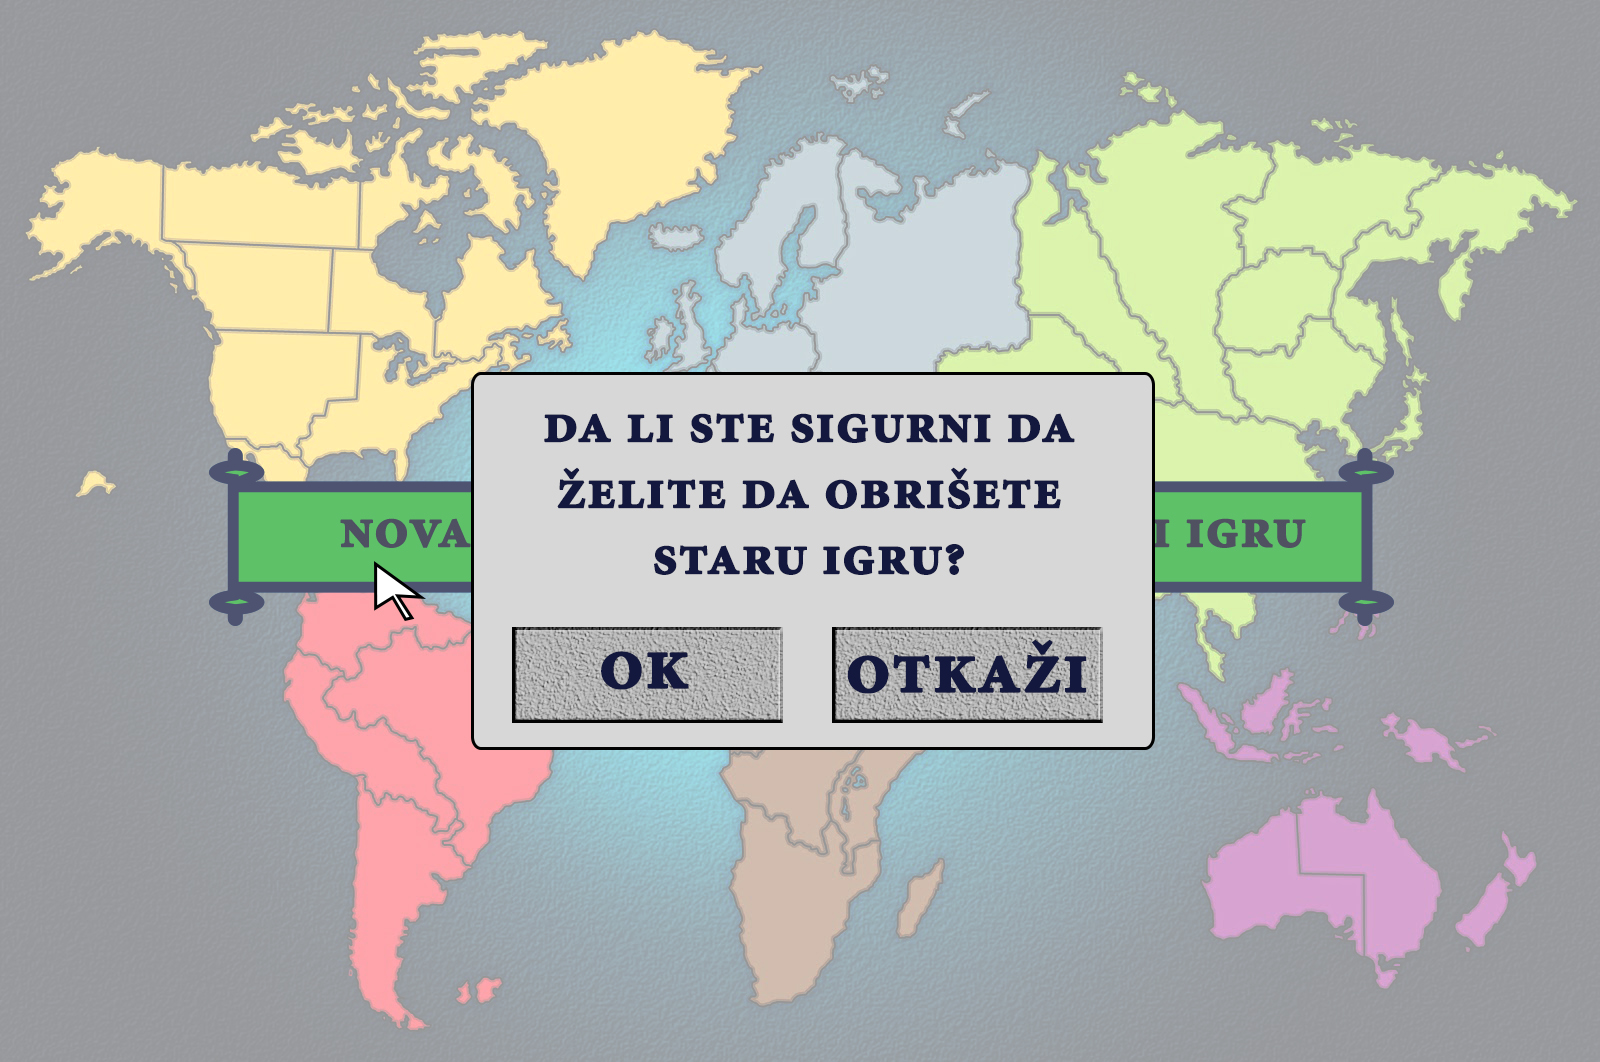 DA LI STE SIGURNI DA
ŽELITE DA OBRIŠETE
STARU IGRU?
NOVA
I IGRU
OK
OTKAŽI